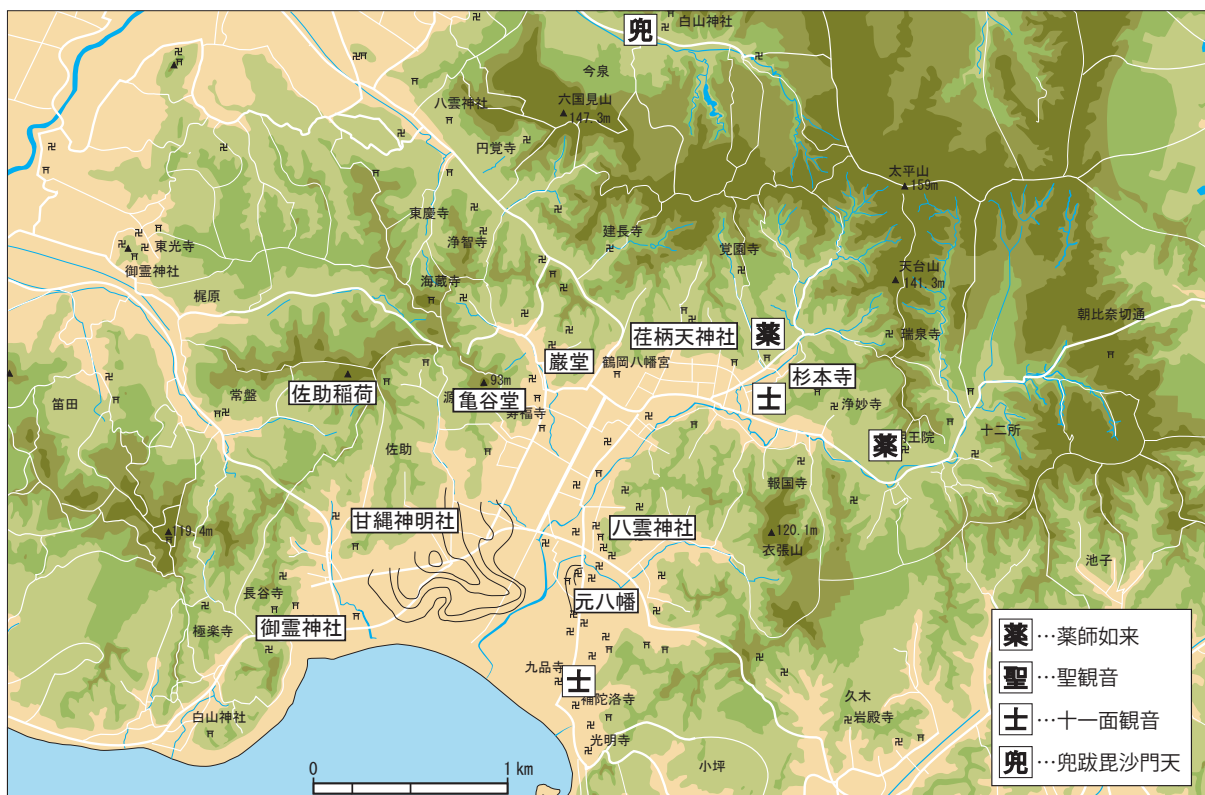 兜
白山神社
今泉
六国見山
147.3m
八雲神社
円覚寺
太平山
159m
東慶寺
浄智寺
建長寺
覚園寺
東光寺
御霊神社
海蔵寺
天台山
141.3m
梶原
朝比奈切通
荏柄天神社
薬
瑞泉寺
巌堂
鶴岡八幡宮
杉本寺
佐助稲荷
93m
亀谷堂
寿福寺
常盤
笛田
士
浄妙寺
佐助
薬
明王院
十二所
報国寺
甘縄神明社
八雲神社
119.4m
120.1m
衣張山
池子
長谷寺
元八幡
御霊神社
極楽寺
九品寺
士
補陀洛寺
久木
岩殿寺
白山神社
光明寺
小坪
0
1 km
薬…薬師如来
聖…聖観音
士…十一面観音
兜…兜跋毘沙門天